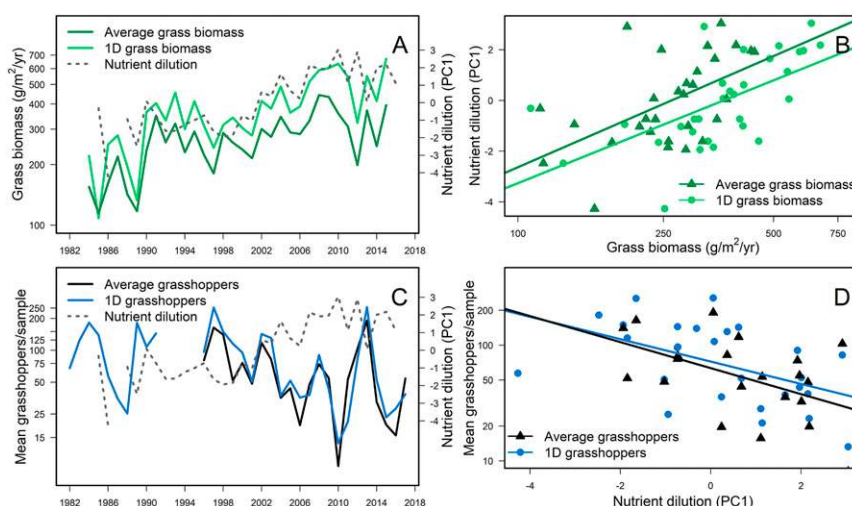 A
Average grass biomass
1D grass biomass
Nutrient dilution
Grass biomass (g/m²/yr)
700
600
500
400
300
200
100
3
2
1
0
-1
-2
-3
-4
Nutrient dilution (PC1)
1982 1986 1990 1994 1998 2002 2006 2010 2014 2018
B
Nutrient dilution (PC1)
2
0
-2
-4
Average grass biomass
1D grass biomass
100 250 500 750
Grass biomass (g/m²/yr)
C
Average grasshoppers
1D grasshoppers
Nutrient dilution
Mean grasshoppers/sample
250
175
125
100
75
50
25
15
3
2
1
0
-1
-2
-3
-4
Nutrient dilution (PC1)
1982 1986 1990 1994 1998 2002 2006 2010 2014 2018
D
Mean grasshoppers/sample
200
100
50
20
10
Average grasshoppers
1D grasshoppers
-4 -2 0 2
Nutrient dilution (PC1)